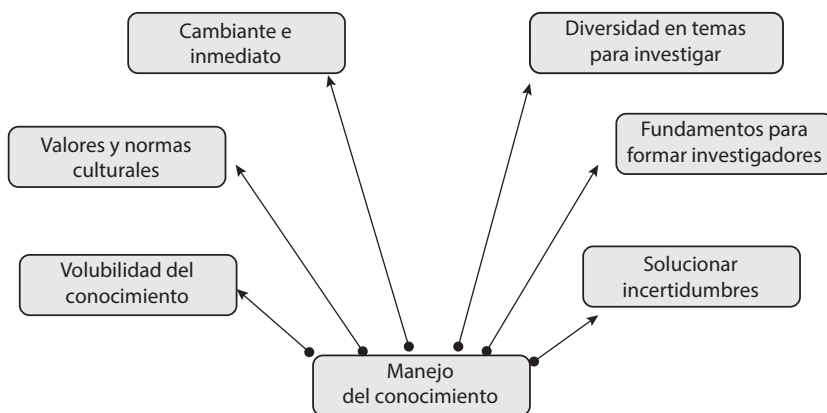 Cambiante e
inmediato
Diversidad en temas
para investigar
Valores y normas
culturales
Fundamentos para
formar investigadores
Volubilidad del
conocimiento
Solucionar
incertidumbres
Manejo
del conocimiento